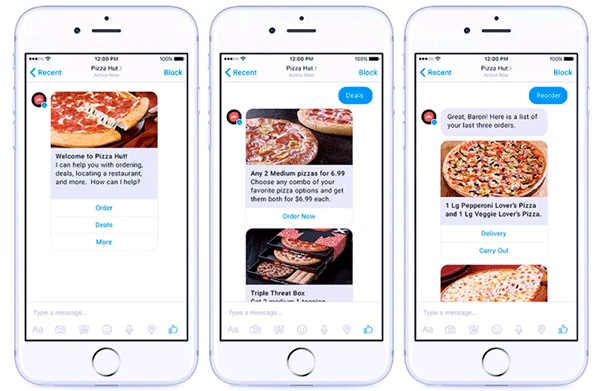 12:00 PM
100%
Recent
Pizza Hut
Active Now
Block
Welcome to Pizza Hut!
I can help you with ordering,
deals, locating a restaurant,
and more.  How can I help?
Order
Deals
More
Type a message...
Aa
12:00 PM
100%
Recent
Pizza Hut
Active Now
Block
Deals
Any 2 Medium pizzas for 6.99
Choose any combo of your
favorite pizza options and get
them both for $6.99 each.
Order Now
Triple Threat Box
Get 2 medium 1-topping
Type a message...
Aa
12:00 PM
100%
Recent
Pizza Hut
Active Now
Block
Reorder
Great, Baron! Here is a list of
your last three orders.
1 Lg Pepperoni Lover's Pizza
and 1 Lg Veggie Lover's Pizza.
Delivery
Carry Out
Type a message...
Aa